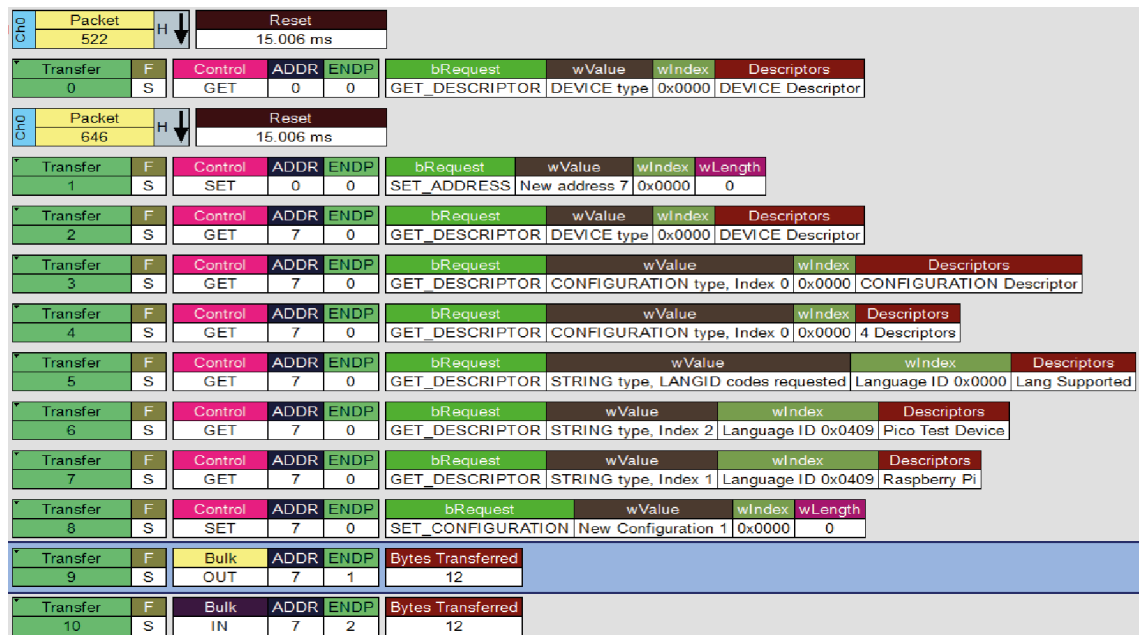 Ch0 Packet H Reset
522 15.006 ms
Transfer F Control ADDR ENDP bRequest wValue wIndex Descriptors
0 S GET 0 0 GET_DESCRIPTOR DEVICE type 0x0000 DEVICE Descriptor
Ch0 Packet H Reset
646 15.006 ms
Transfer F Control ADDR ENDP bRequest wValue wIndex wLength
1 S SET 0 0 SET_ADDRESS New address 7 0x0000 0
Transfer F Control ADDR ENDP bRequest wValue wIndex Descriptors
2 S GET 7 0 GET_DESCRIPTOR DEVICE type 0x0000 DEVICE Descriptor
Transfer F Control ADDR ENDP bRequest wValue wIndex Descriptors
3 S GET 7 0 GET_DESCRIPTOR CONFIGURATION type, Index 0 0x0000 CONFIGURATION Descriptor
Transfer F Control ADDR ENDP bRequest wValue wIndex Descriptors
4 S GET 7 0 GET_DESCRIPTOR CONFIGURATION type, Index 0 0x0000 4 Descriptors
Transfer F Control ADDR ENDP bRequest wValue wIndex Descriptors
5 S GET 7 0 GET_DESCRIPTOR STRING type, LANGID codes requested Language ID 0x0000 Lang Supported
Transfer F Control ADDR ENDP bRequest wValue wIndex Descriptors
6 S GET 7 0 GET_DESCRIPTOR STRING type, Index 2 Language ID 0x0409 Pico Test Device
Transfer F Control ADDR ENDP bRequest wValue wIndex Descriptors
7 S GET 7 0 GET_DESCRIPTOR STRING type, Index 1 Language ID 0x0409 Raspberry Pi
Transfer F Control ADDR ENDP bRequest wValue wIndex wLength
8 S SET 7 0 SET_CONFIGURATION New Configuration 1 0x0000 0
Transfer F Bulk ADDR ENDP Bytes Transferred
9 S OUT 7 1 12
Transfer F Bulk ADDR ENDP Bytes Transferred
10 S IN 7 2 12